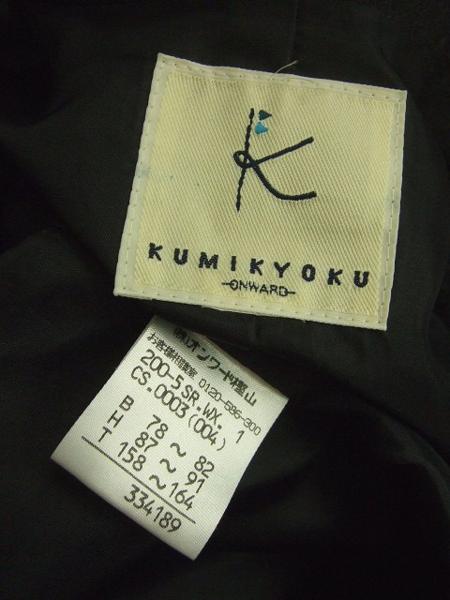 K
KUMIKYOKU
ONWARD
(株)オンワード樫山
お客様相談室 0120-586-300
200-5 SR.WX. 1
CS.0003(004)
B 78 ~ 82
H 87 ~ 91
T 158 ~ 164
334189